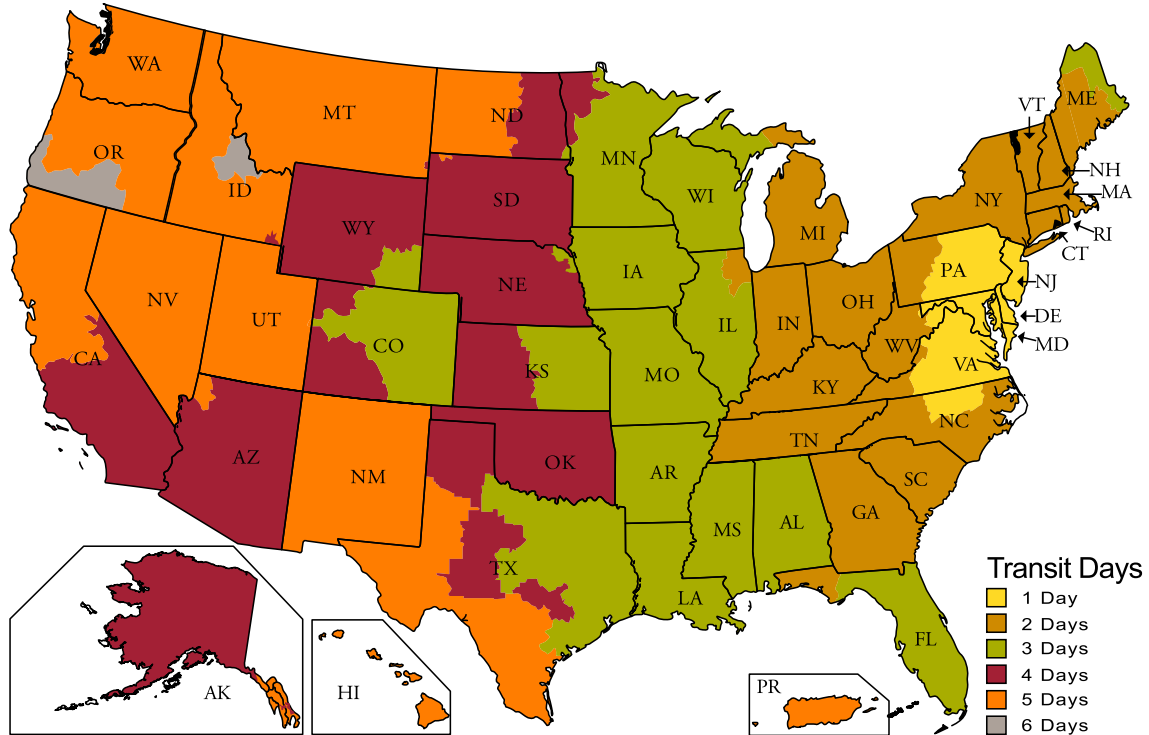 WA
MT
ND
MN
ME
VT
OR
ID
SD
WI
NH
MA
NY
WY
MI
RI
CT
NV
UT
NE
IA
PA
NJ
CO
IL
IN
OH
DE
MD
CA
KS
MO
WV
VA
KY
NC
TN
AZ
NM
OK
AR
SC
GA
MS
AL
TX
LA
FL
AK
HI
PR
Transit Days
1 Day
2 Days
3 Days
4 Days
5 Days
6 Days